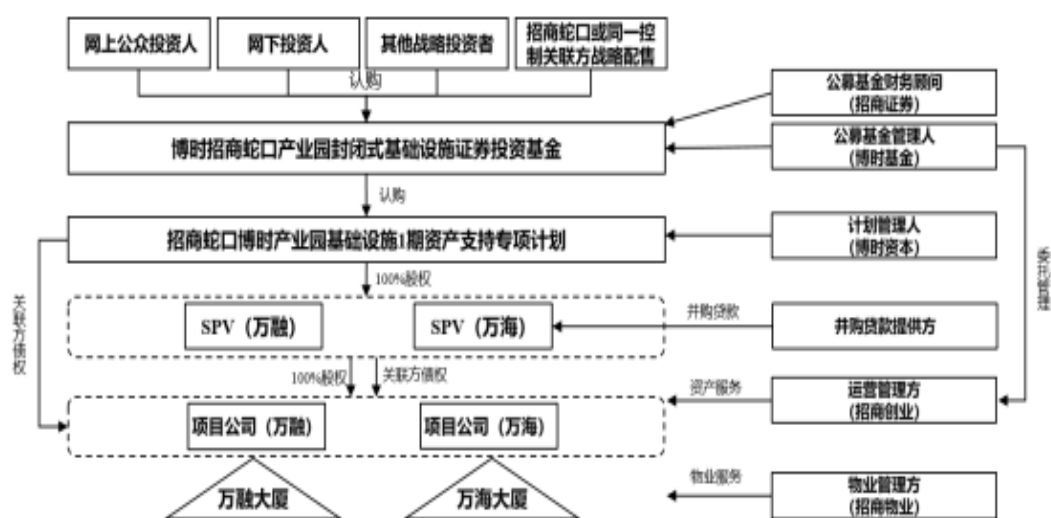 网上公众投资人
网下投资人
其他战略投资者
招商蛇口或同一控
制关联方战略配售
认购
公募基金财务顾问
(招商证券)
博时招商蛇口产业园封闭式基础设施证券投资基金
公募基金管理人
(博时基金)
认购
招商蛇口博时产业园基础设施1期资产支持专项计划
计划管理人
(博时资本)
委托管理
关联方债权
100%股权
SPV（万融）
SPV（万海）
并购贷款
并购贷款提供方
100%股权
关联方债权
资产服务
运营管理方
(招商创业)
项目公司（万融）
项目公司（万海）
万融大厦
万海大厦
物业服务
物业管理方
(招商物业)